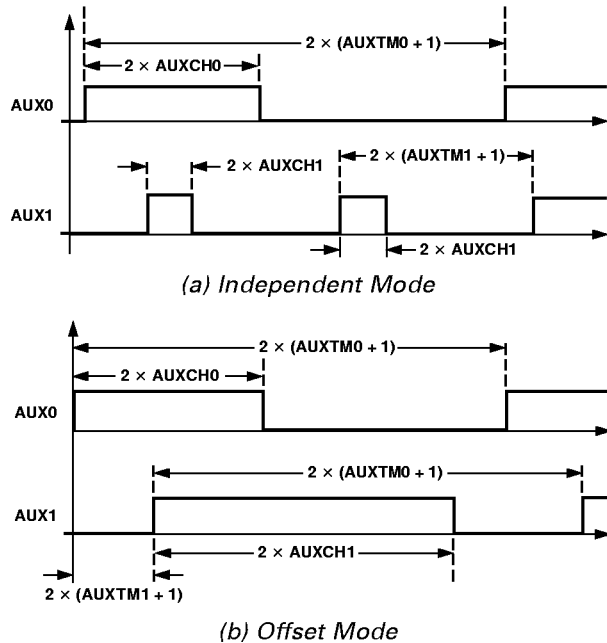 2 × (AUXTM0 + 1)
2 × AUXCH0
AUX0
2 × AUXCH1
2 × (AUXTM1 + 1)
AUX1
2 × AUXCH1
(a) Independent Mode
2 × (AUXTM0 + 1)
2 × AUXCH0
AUX0
2 × (AUXTM0 + 1)
AUX1
2 × AUXCH1
2 × (AUXTM1 + 1)
(b) Offset Mode